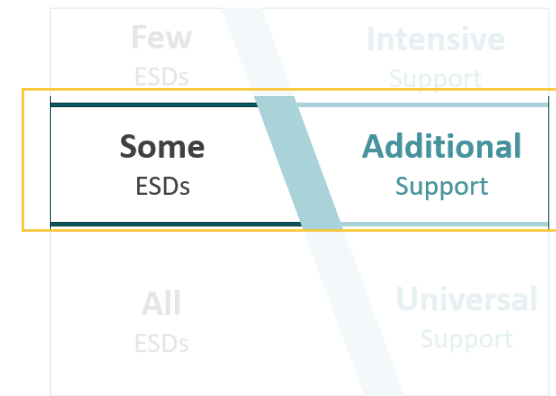 Few Intensive
ESDs Support
Some Additional
ESDs Support
All Universal
ESDs Support